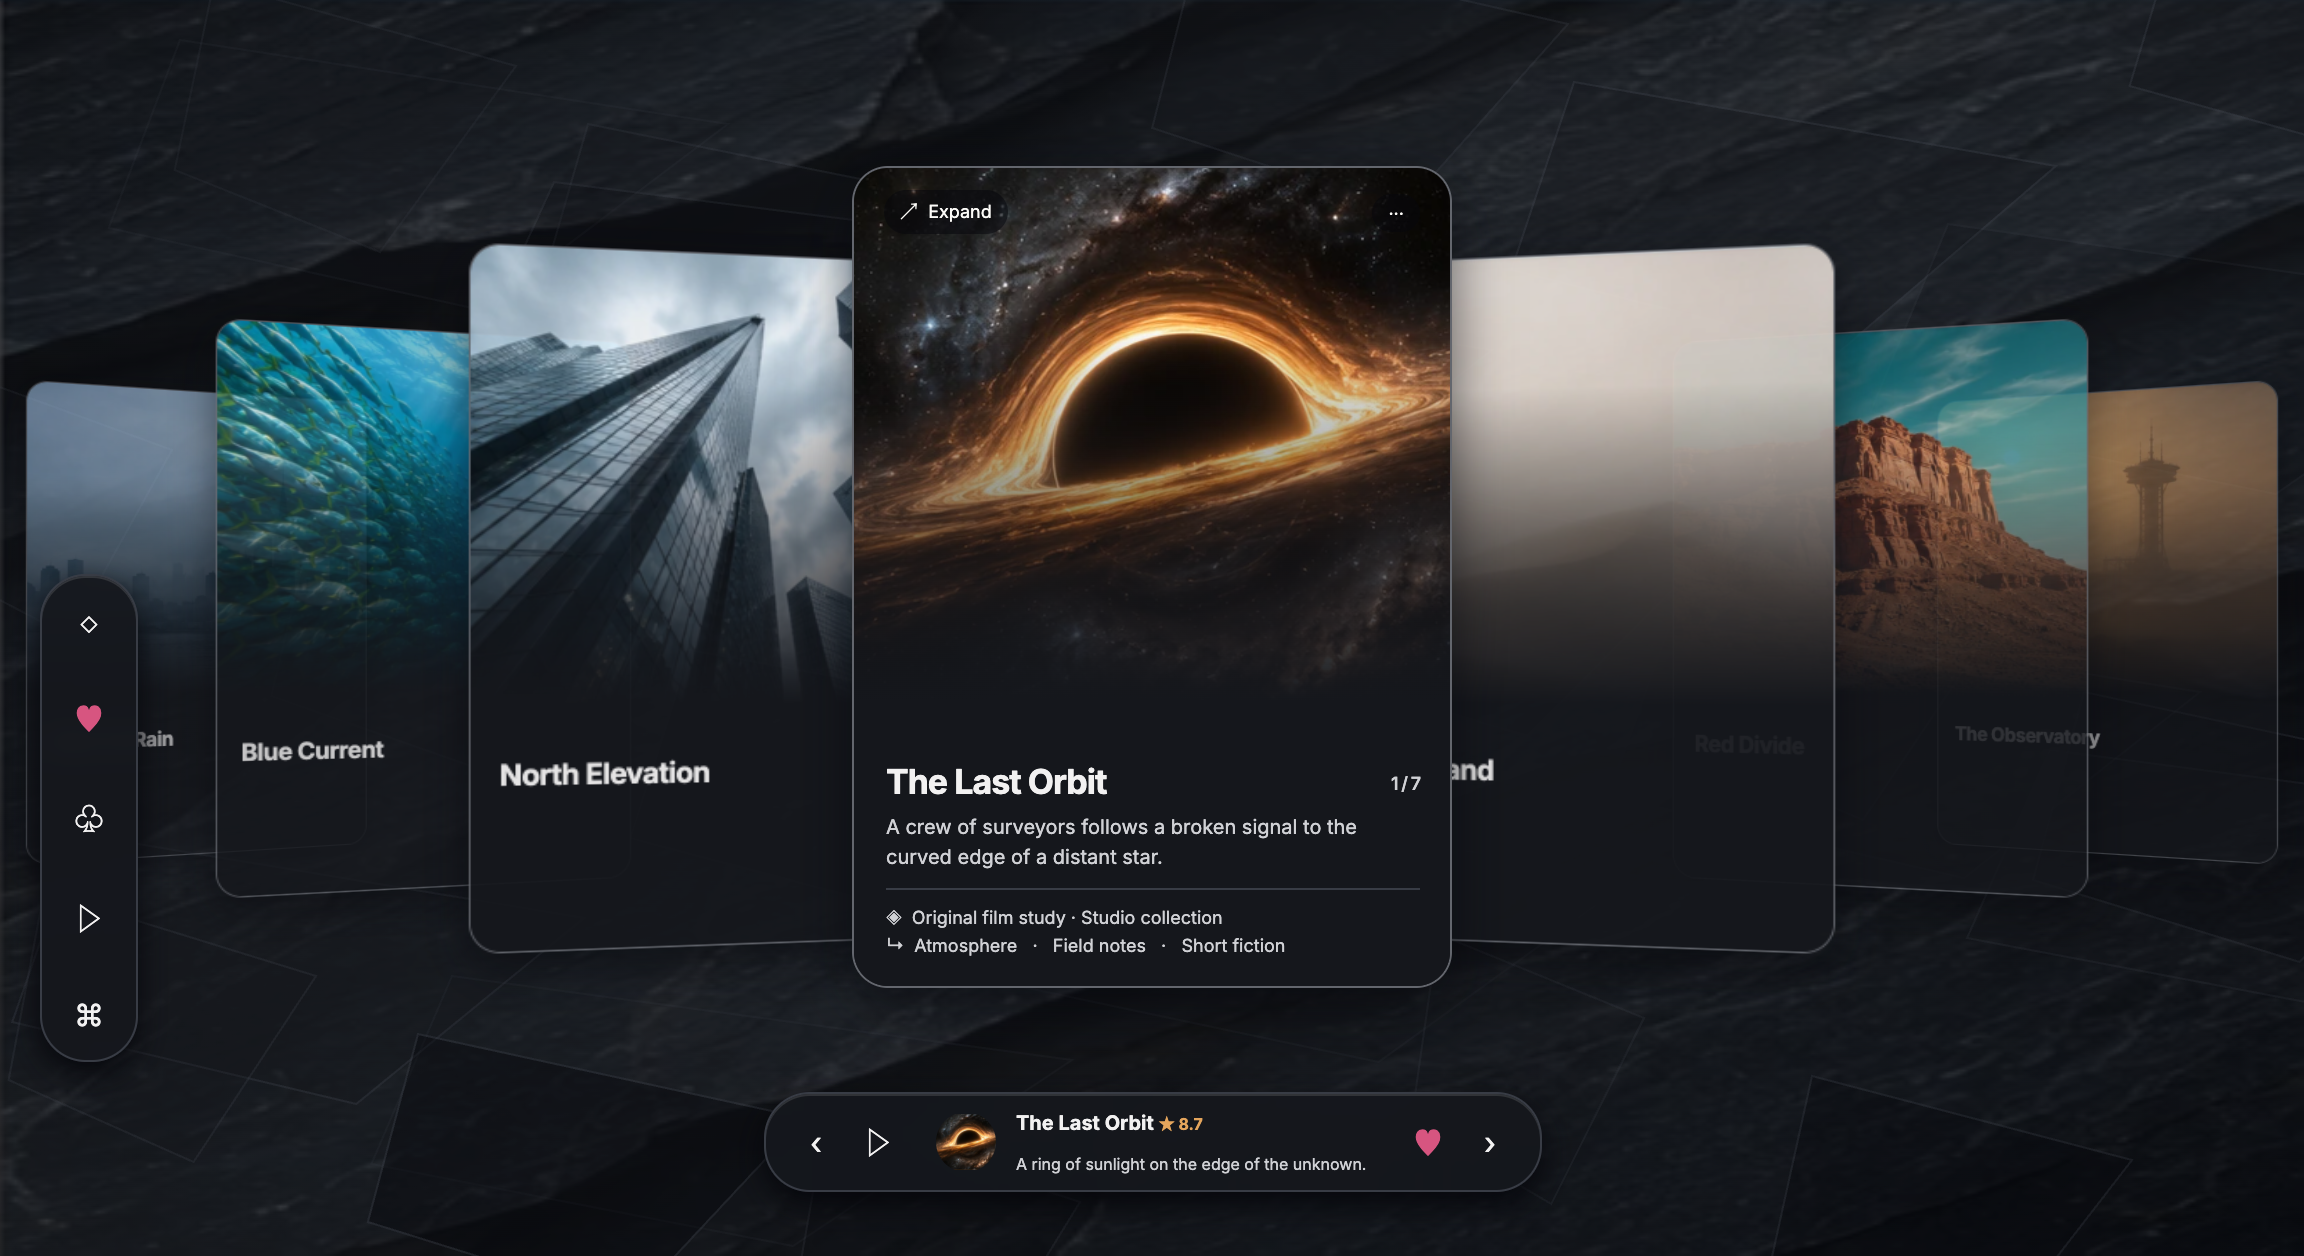 Expand
...
Rain
Blue Current
North Elevation
The Last Orbit
1/7
and
Red Divide
The Observatory
A crew of surveyors follows a broken signal to the
curved edge of a distant star.
Original film study · Studio collection
Atmosphere · Field notes · Short fiction
The Last Orbit ★ 8.7
A ring of sunlight on the edge of the unknown.